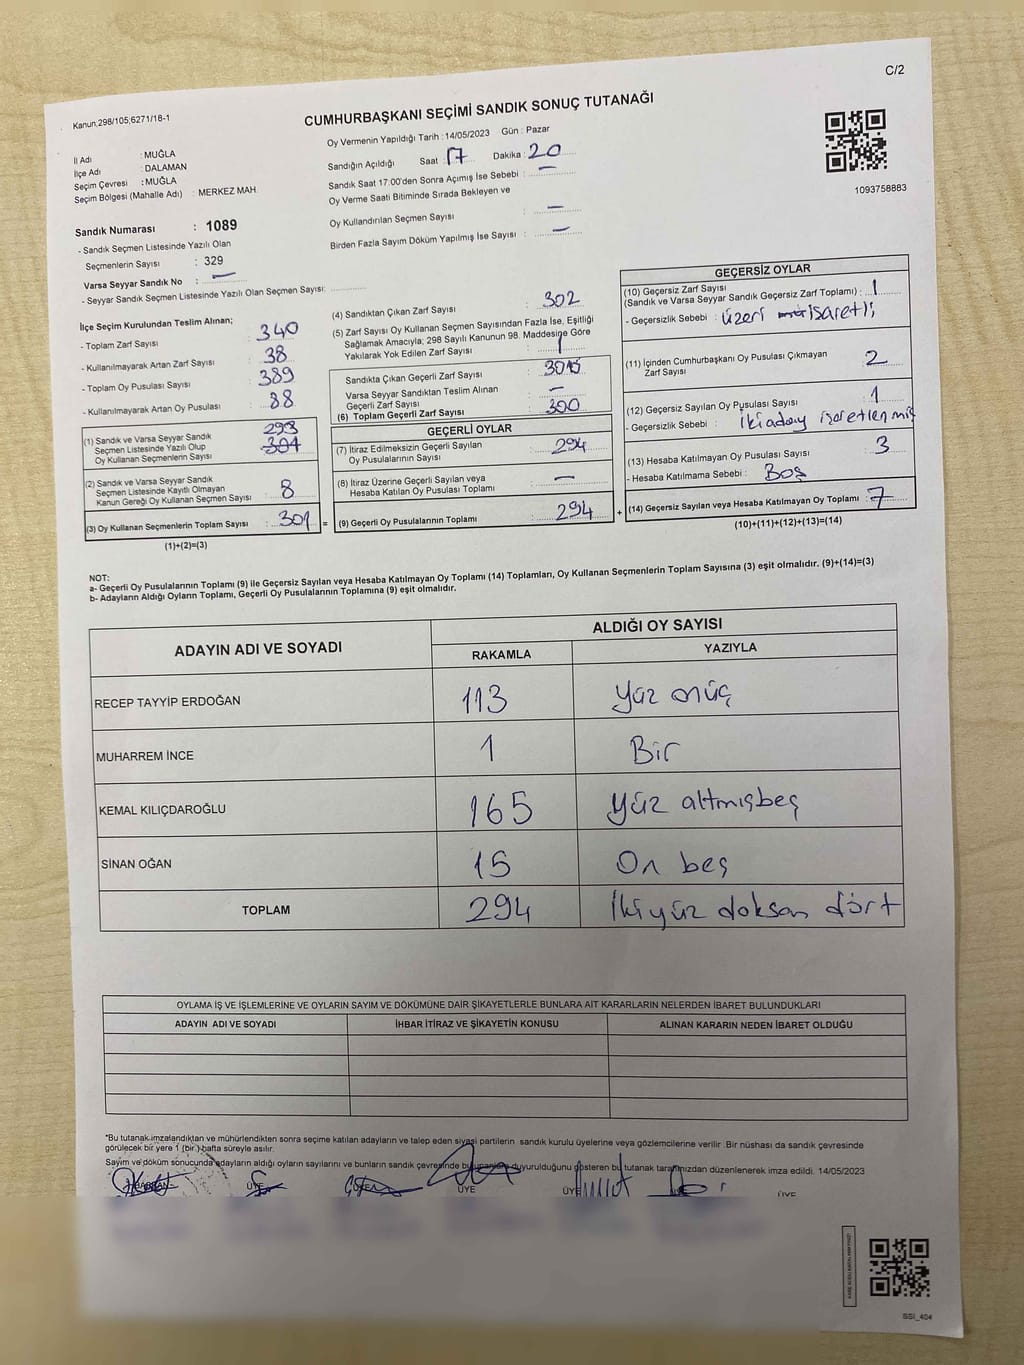 C/2
Kanun,298/105,6271/18-1
CUMHURBAŞKANI SEÇİMİ SANDIK SONUÇ TUTANAĞI
Oy Vermenin Yapıldığı Tarih : 14/05/2023 Gün : Pazar
İl Adı : MUĞLA
İlçe Adı : DALAMAN
Seçim Çevresi : MUĞLA
Seçim Bölgesi (Mahalle Adı) : MERKEZ MAH
Sandığın Açıldığı Saat : 17 Dakika : 20
Sandık Saat 17:00'den Sonra Açımış İse Sebebi : —
Oy Verme Saati Bitiminde Sırada Bekleyen ve
Oy Kullandırılan Seçmen Sayısı : —
Birden Fazla Sayım Döküm Yapılmış İse Sayısı : —
1093758883
Sandık Numarası : 1089
- Sandık Seçmen Listesinde Yazılı Olan
Seçmenlerin Sayısı : 329
Varsa Seyyar Sandık No : —
- Seyyar Sandık Seçmen Listesinde Yazılı Olan Seçmen Sayısı:
İlçe Seçim Kurulundan Teslim Alınan;
- Toplam Zarf Sayısı : 340
- Kullanılmayarak Artan Zarf Sayısı : 38
- Toplam Oy Pusulası Sayısı : 389
- Kullanılmayarak Artan Oy Pusulası : 88
(1) Sandık ve Varsa Seyyar Sandık
Seçmen Listesinde Yazılı Olup
Oy Kullanan Seçmenlerin Sayısı : 293
(2) Sandık ve Varsa Seyyar Sandık
Seçmen Listesinde Kayıtlı Olmayan
Kanun Gereği Oy Kullanan Seçmen Sayısı : 8
(3) Oy Kullanan Seçmenlerin Toplam Sayısı : 301 =
(1)+(2)=(3)
(4) Sandıktan Çıkan Zarf Sayısı : 302
(5) Zarf Sayısı Oy Kullanan Seçmen Sayısından Fazla İse, Eşitliği
Sağlamak Amacıyla; 298 Sayılı Kanunun 98. Maddesine Göre
Yakılarak Yok Edilen Zarf Sayısı : 1
Sandıkta Çıkan Geçerli Zarf Sayısı :
Varsa Seyyar Sandıktan Teslim Alınan
Geçerli Zarf Sayısı : —
(6) Toplam Geçerli Zarf Sayısı : 300
GEÇERLİ OYLAR
(7) İtiraz Edilmeksizin Geçerli Sayılan
Oy Pusulalarının Sayısı : 294
(8) İtiraz Üzerine Geçerli Sayılan veya
Hesaba Katılan Oy Pusulası Toplamı : —
(9) Geçerli Oy Pusulalarının Toplamı : 294 +
GEÇERSİZ OYLAR
(10) Geçersiz Zarf Sayısı
(Sandık ve Varsa Seyyar Sandık Geçersiz Zarf Toplamı) : 1
- Geçersizlik Sebebi : üzeri isaretli
(11) İçinden Cumhurbaşkanı Oy Pusulası Çıkmayan
Zarf Sayısı : 2
(12) Geçersiz Sayılan Oy Pusulası Sayısı : 1
- Geçersizlik Sebebi : İki aday işaretlenmiş
(13) Hesaba Katılmayan Oy Pusulası Sayısı : 3
- Hesaba Katılmama Sebebi : Boş
(14) Geçersiz Sayılan veya Hesaba Katılmayan Oy Toplamı : 7
(10)+(11)+(12)+(13)=(14)
NOT:
a- Geçerli Oy Pusulalarının Toplamı (9) ile Geçersiz Sayılan veya Hesaba Katılmayan Oy Toplamı (14) Toplamları, Oy Kullanan Seçmenlerin Toplam Sayısına (3) eşit olmalıdır. (9)+(14)=(3)
b- Adayların Aldığı Oyların Toplamı, Geçerli Oy Pusulalarının Toplamına (9) eşit olmalıdır.
ADAYIN ADI VE SOYADI ALDIĞI OY SAYISI
RAKAMLA YAZIYLA
RECEP TAYYİP ERDOĞAN 113 Yüz onüç
MUHARREM İNCE 1 Bir
KEMAL KILIÇDAROĞLU 165 Yüz altmışbeş
SİNAN OĞAN 15 On beş
TOPLAM 294 İkiyüz doksan dört
OYLAMA İŞ VE İŞLEMLERİNE VE OYLARIN SAYIM VE DÖKÜMÜNE DAİR ŞİKAYETLERLE BUNLARA AİT KARARLARIN NELERDEN İBARET BULUNDUKLARI
ADAYIN ADI VE SOYADI İHBAR İTİRAZ VE ŞİKAYETİN KONUSU ALINAN KARARIN NEDEN İBARET OLDUĞU
"Bu tutanak imzalandıktan ve mühürlendikten sonra seçime katılan adayların ve talep eden siyasi partilerin sandık kurulu üyelerine veya gözlemcilerine verilir .Bir nüshası da sandık çevresinde
görülecek bir yere 1 (bir) hafta süreyle asılır.
Sayım ve döküm sonucunda adayların aldığı oyların sayılarını ve bunların sandık çevresinde duyurulduğunu gösteren bu tutanak tarafımızdan düzenlenerek imza edildi. 14/05/2023
BAŞKAN ÜYE ÜYE ÜYE ÜYE ÜYE
SSI_404